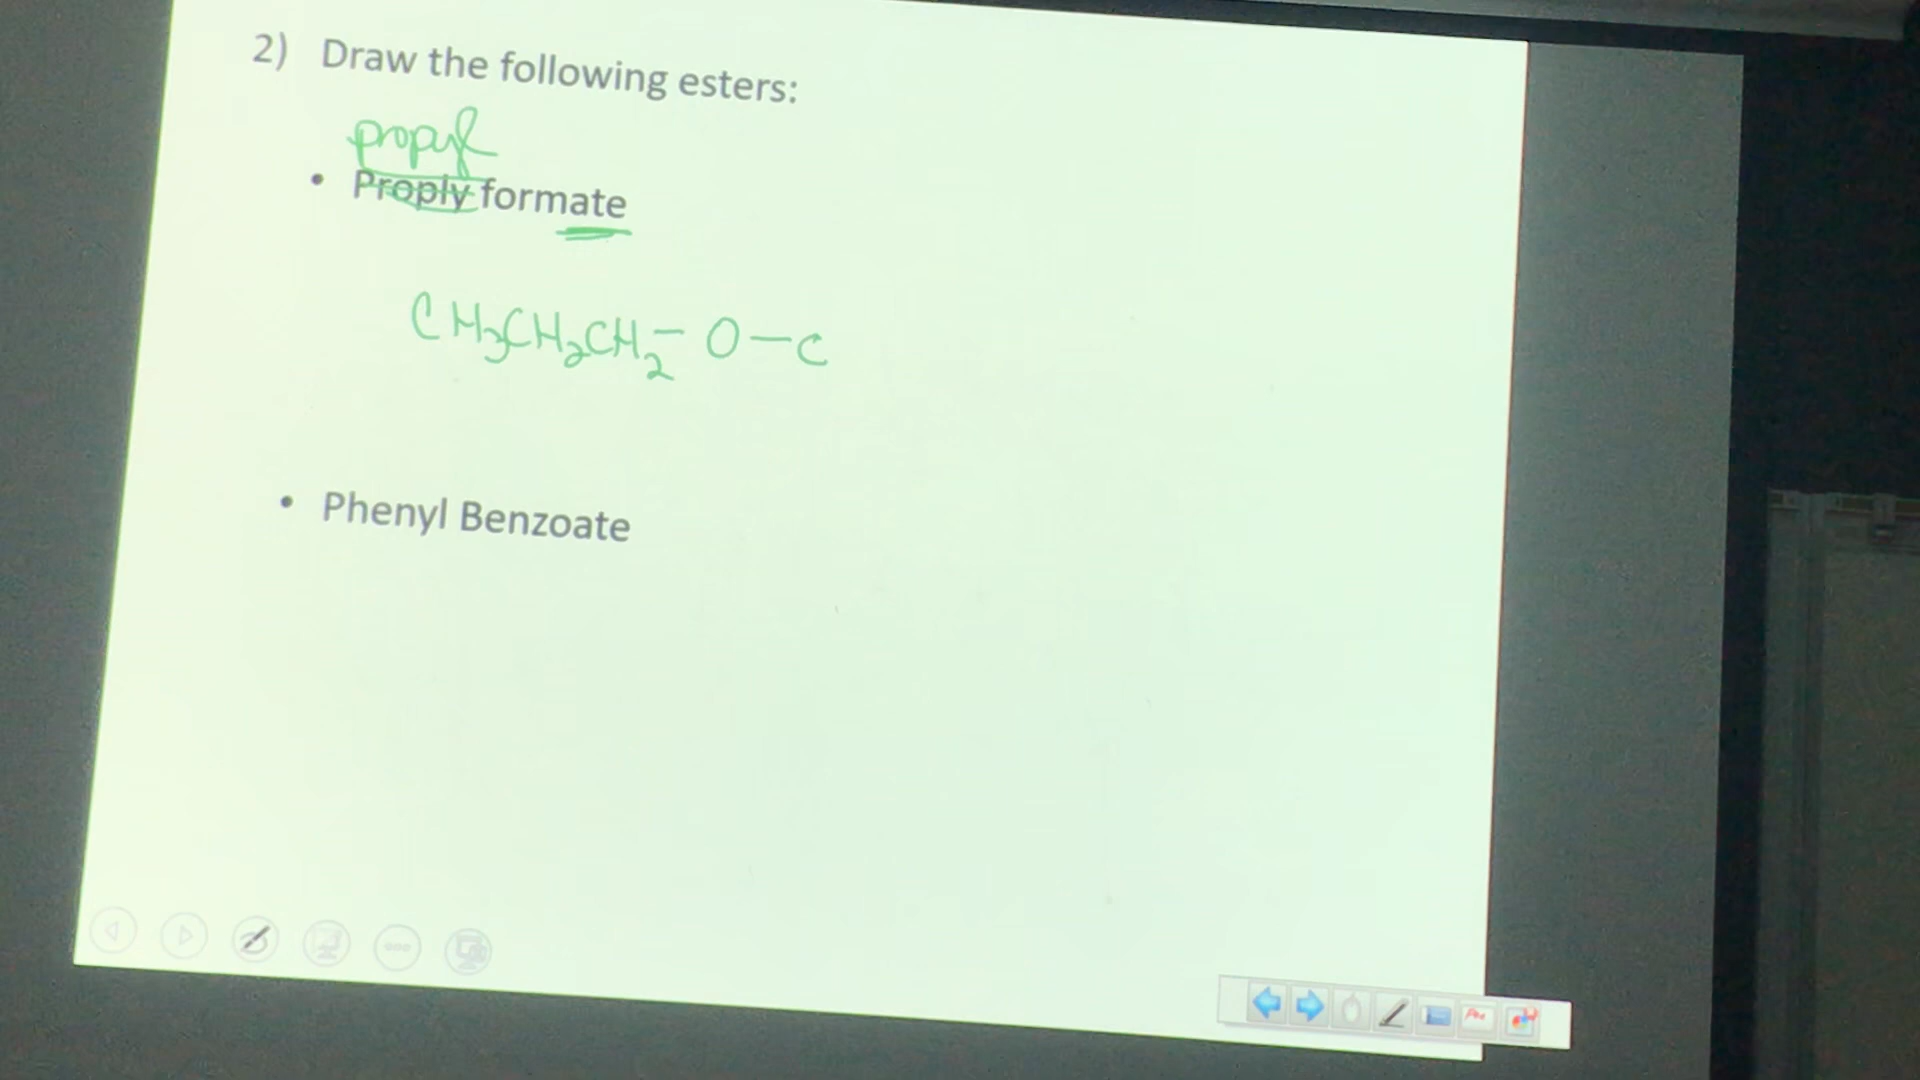 2) Draw the following esters:
propyl
• Proply formate
CH₃CH₂CH₂ — O — C
• Phenyl Benzoate